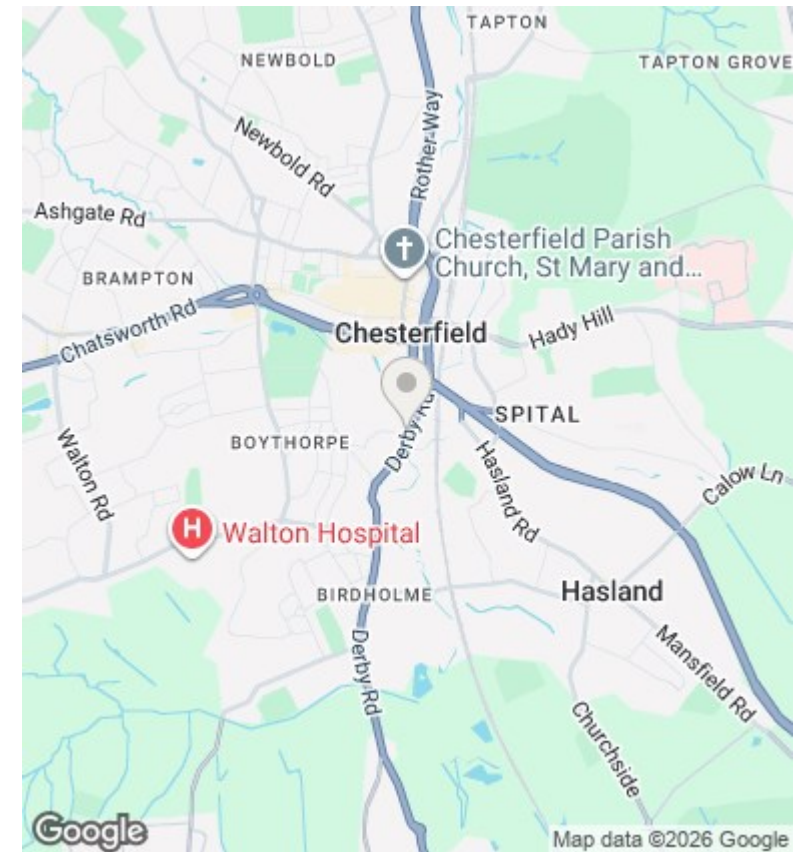 TAPTON
NEWBOLD
TAPTON GROVE
Newbold Rd
Rother Way
Ashgate Rd
Chesterfield Parish
Church, St Mary and...
BRAMPTON
Chatsworth Rd
Chesterfield
Hady Hill
Derby Rd
SPITAL
BOYTHORPE
Walton Rd
Hasland Rd
Calow Ln
H
Walton Hospital
BIRDHOLME
Hasland
Derby Rd
Mansfield Rd
Churchside
Google
Map data ©2026 Google